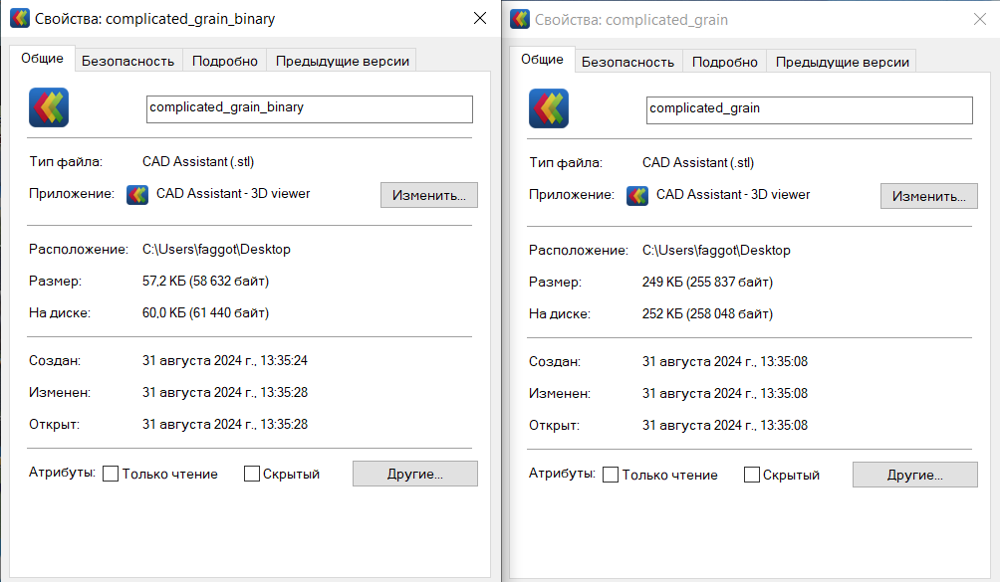 Свойства: complicated_grain_binary
Общие Безопасность Подробно Предыдущие версии
complicated_grain_binary
Тип файла: CAD Assistant (.stl)
Приложение: CAD Assistant - 3D viewer Изменить...
Расположение: C:\Users\faggot\Desktop
Размер: 57,2 КБ (58 632 байт)
На диске: 60,0 КБ (61 440 байт)
Создан: 31 августа 2024 г., 13:35:24
Изменен: 31 августа 2024 г., 13:35:28
Открыт: 31 августа 2024 г., 13:35:28
Атрибуты: Только чтение Скрытый Другие...
Свойства: complicated_grain
Общие Безопасность Подробно Предыдущие версии
complicated_grain
Тип файла: CAD Assistant (.stl)
Приложение: CAD Assistant - 3D viewer Изменить...
Расположение: C:\Users\faggot\Desktop
Размер: 249 КБ (255 837 байт)
На диске: 252 КБ (258 048 байт)
Создан: 31 августа 2024 г., 13:35:08
Изменен: 31 августа 2024 г., 13:35:08
Открыт: 31 августа 2024 г., 13:35:08
Атрибуты: Только чтение Скрытый Другие...